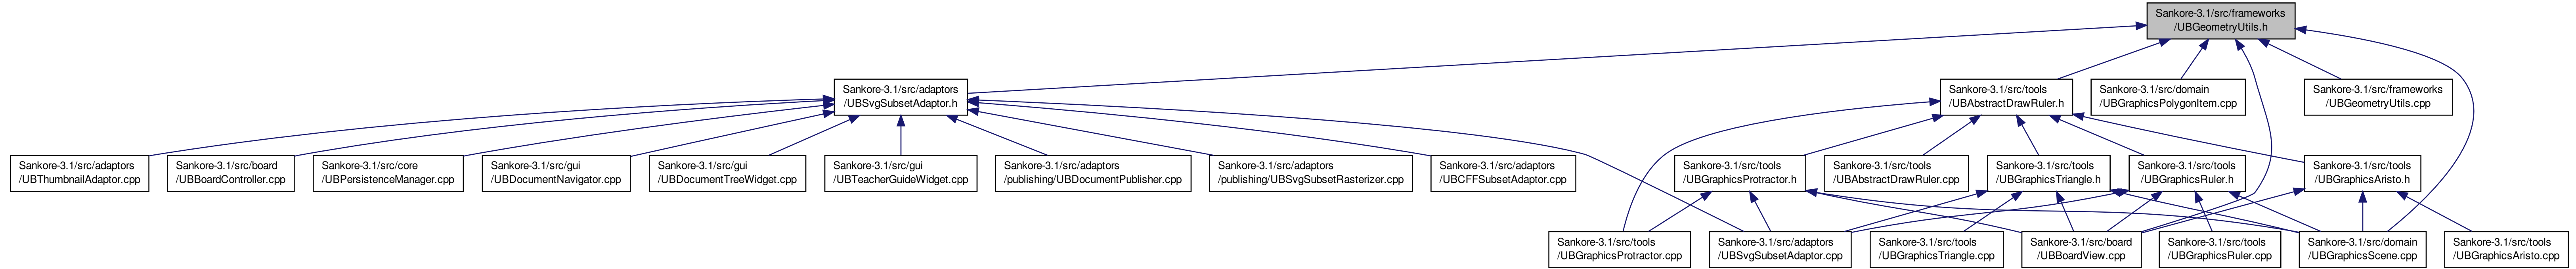 Sankore-3.1/src/frameworks
/UBGeometryUtils.h
Sankore-3.1/src/adaptors
/UBSvgSubsetAdaptor.h
Sankore-3.1/src/tools
/UBAbstractDrawRuler.h
Sankore-3.1/src/domain
/UBGraphicsPolygonItem.cpp
Sankore-3.1/src/frameworks
/UBGeometryUtils.cpp
Sankore-3.1/src/adaptors
/UBThumbnailAdaptor.cpp
Sankore-3.1/src/board
/UBBoardController.cpp
Sankore-3.1/src/core
/UBPersistenceManager.cpp
Sankore-3.1/src/gui
/UBDocumentNavigator.cpp
Sankore-3.1/src/gui
/UBDocumentTreeWidget.cpp
Sankore-3.1/src/gui
/UBTeacherGuideWidget.cpp
Sankore-3.1/src/adaptors
/publishing/UBDocumentPublisher.cpp
Sankore-3.1/src/adaptors
/publishing/UBSvgSubsetRasterizer.cpp
Sankore-3.1/src/adaptors
/UBCFFSubsetAdaptor.cpp
Sankore-3.1/src/tools
/UBGraphicsProtractor.h
Sankore-3.1/src/tools
/UBAbstractDrawRuler.cpp
Sankore-3.1/src/tools
/UBGraphicsTriangle.h
Sankore-3.1/src/tools
/UBGraphicsRuler.h
Sankore-3.1/src/tools
/UBGraphicsAristo.h
Sankore-3.1/src/tools
/UBGraphicsProtractor.cpp
Sankore-3.1/src/adaptors
/UBSvgSubsetAdaptor.cpp
Sankore-3.1/src/tools
/UBGraphicsTriangle.cpp
Sankore-3.1/src/board
/UBBoardView.cpp
Sankore-3.1/src/tools
/UBGraphicsRuler.cpp
Sankore-3.1/src/domain
/UBGraphicsScene.cpp
Sankore-3.1/src/tools
/UBGraphicsAristo.cpp